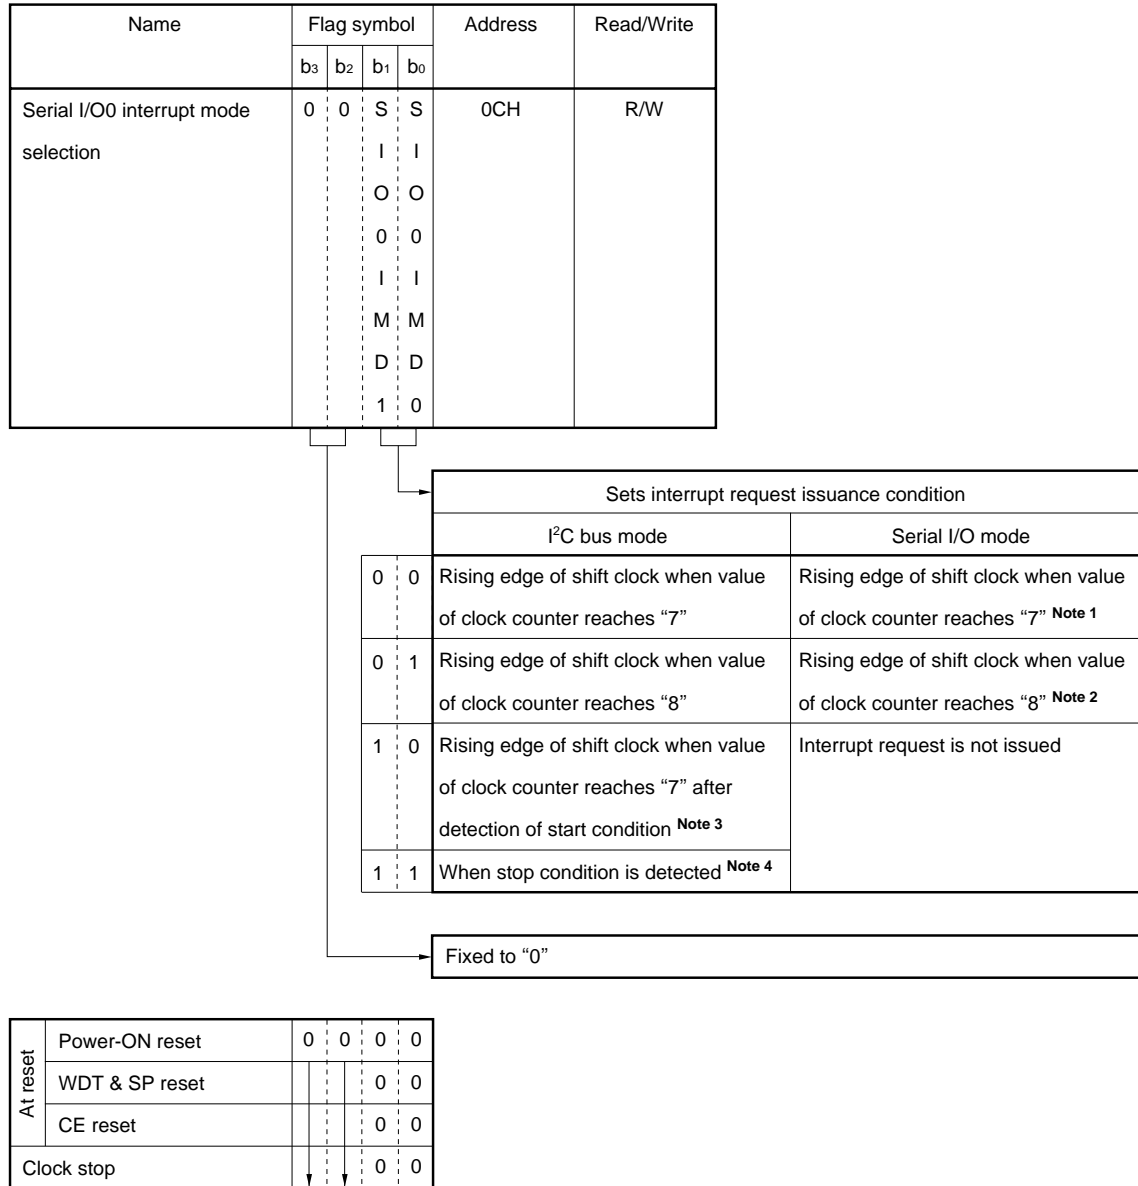 Name Flag symbol Address Read/Write
b3 b2 b1 b0
Serial I/O0 interrupt mode 0 0 S S 0CH R/W
selection I I
O O
0 0
I I
M M
D D
1 0
Sets interrupt request issuance condition
I2C bus mode Serial I/O mode
0 0 Rising edge of shift clock when value Rising edge of shift clock when value
of clock counter reaches “7” of clock counter reaches “7” Note 1
0 1 Rising edge of shift clock when value Rising edge of shift clock when value
of clock counter reaches “8” of clock counter reaches “8” Note 2
1 0 Rising edge of shift clock when value Interrupt request is not issued
of clock counter reaches “7” after
detection of start condition Note 3
1 1 When stop condition is detected Note 4
Fixed to “0”
At reset
Power-ON reset 0 0 0 0
WDT & SP reset 0 0
CE reset 0 0
Clock stop 0 0